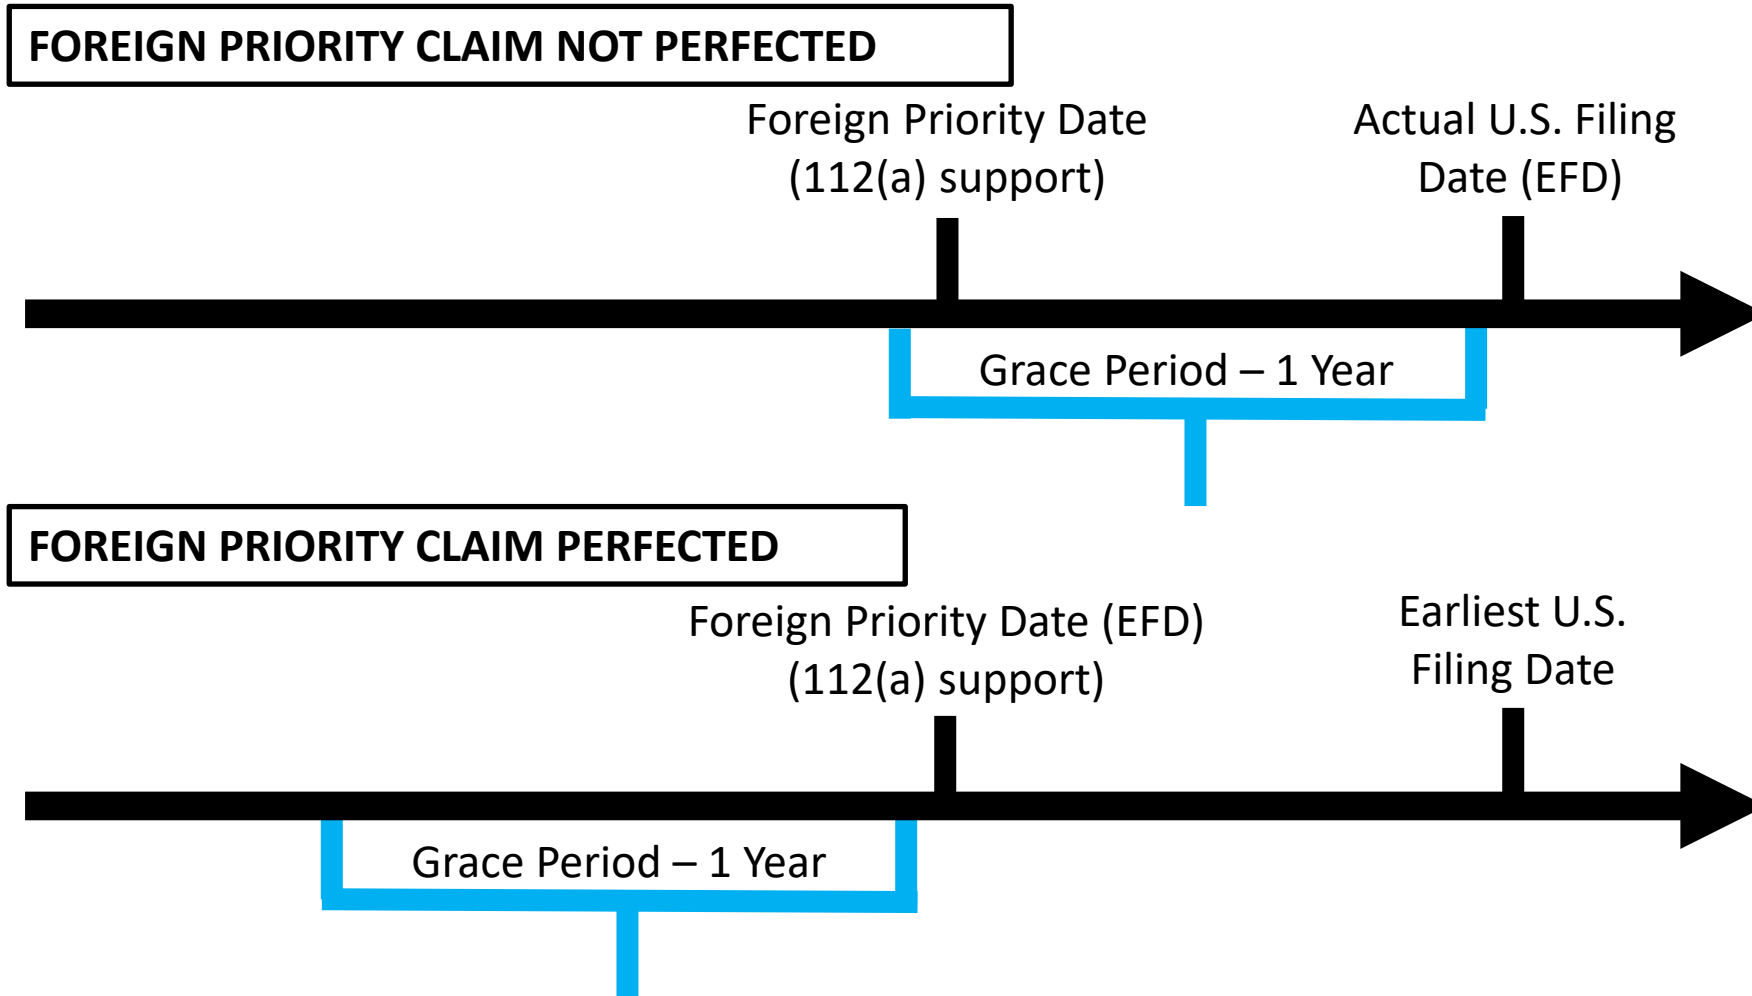 FOREIGN PRIORITY CLAIM NOT PERFECTED
Foreign Priority Date
(112(a) support)
Actual U.S. Filing
Date (EFD)
Grace Period – 1 Year
FOREIGN PRIORITY CLAIM PERFECTED
Foreign Priority Date (EFD)
(112(a) support)
Earliest U.S.
Filing Date
Grace Period – 1 Year